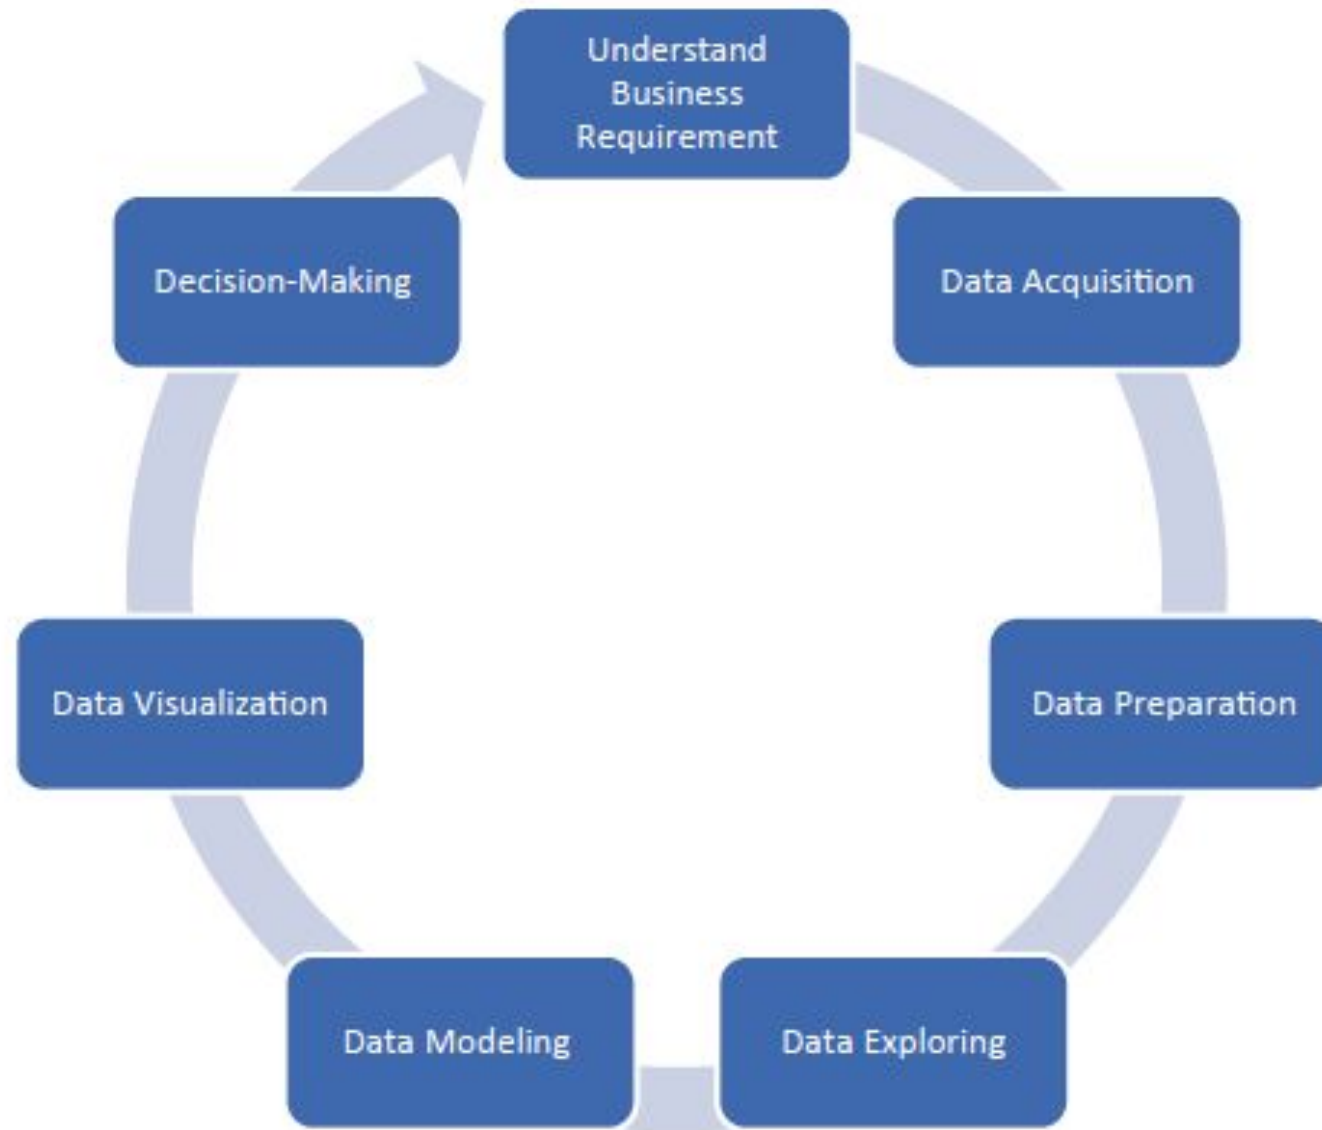 Understand
Business
Requirement
Data Acquisition
Data Preparation
Data Exploring
Data Modeling
Data Visualization
Decision-Making